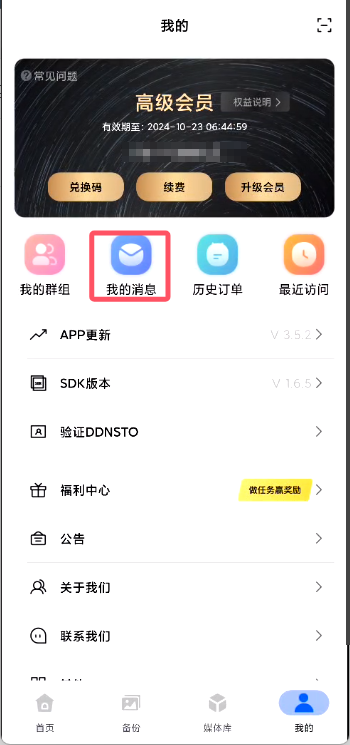 我的
常见问题
高级会员
权益说明
有效期至：2024-10-23 06:44:59
兑换码 续费 升级会员
我的群组 我的消息 历史订单 最近访问
APP更新 V 3.5.2
SDK版本 V 1.6.5
验证DDNSTO
福利中心 做任务赢奖励
公告
关于我们
联系我们
首页 备份 媒体库 我的